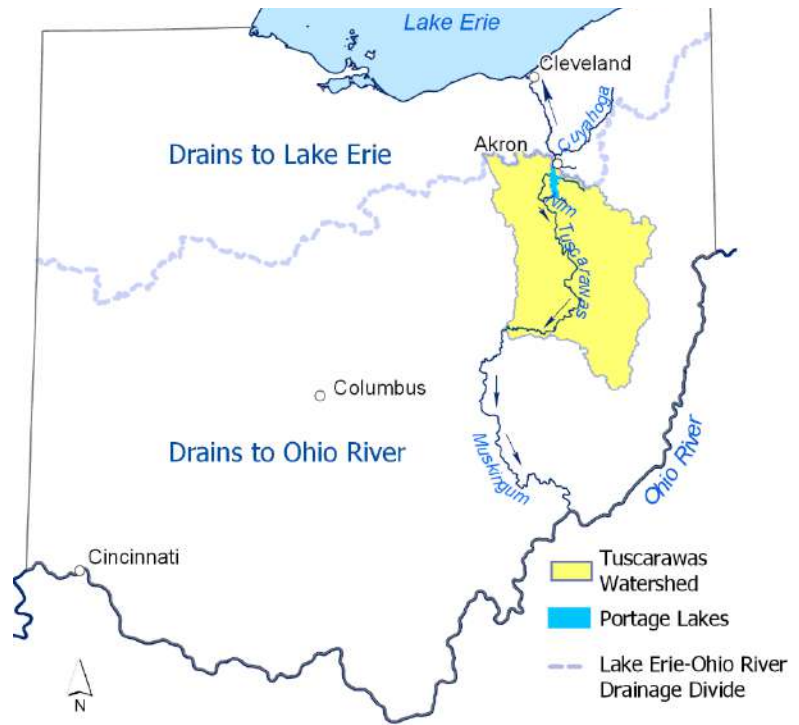 Lake Erie
Cleveland
Cuyahoga
Akron
Drains to Lake Erie
Nim
Tuscarawas
Columbus
Drains to Ohio River
Muskingum
Ohio River
Cincinnati
Tuscarawas
Watershed
Portage Lakes
Lake Erie-Ohio River
Drainage Divide
N